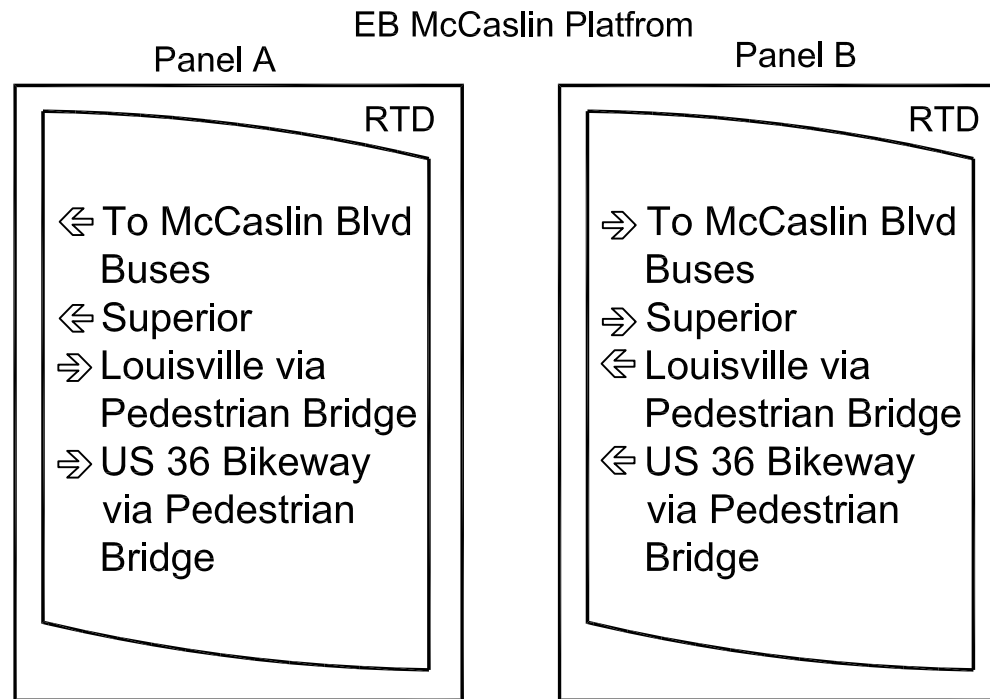 EB McCaslin Platfrom
Panel A
RTD
To McCaslin Blvd
Buses
Superior
Louisville via
Pedestrian Bridge
US 36 Bikeway
via Pedestrian
Bridge
Panel B
RTD
To McCaslin Blvd
Buses
Superior
Louisville via
Pedestrian Bridge
US 36 Bikeway
via Pedestrian
Bridge